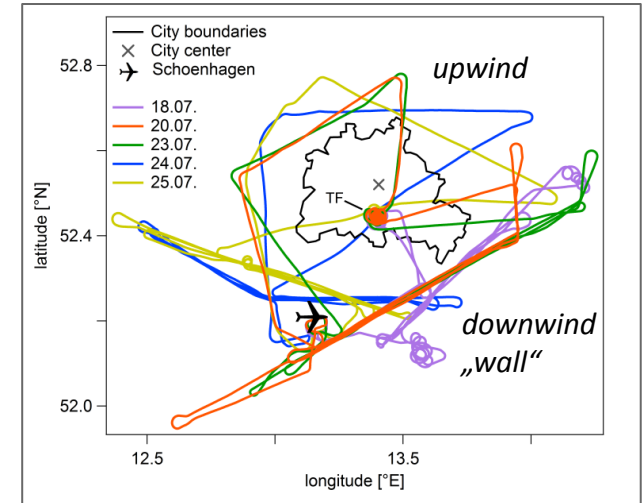 City boundaries
City center
Schoenhagen
18.07.
20.07.
23.07.
24.07.
25.07.
upwind
TF
downwind
„wall“
52.8
52.4
52.0
latitude [°N]
12.5
13.5
longitude [°E]